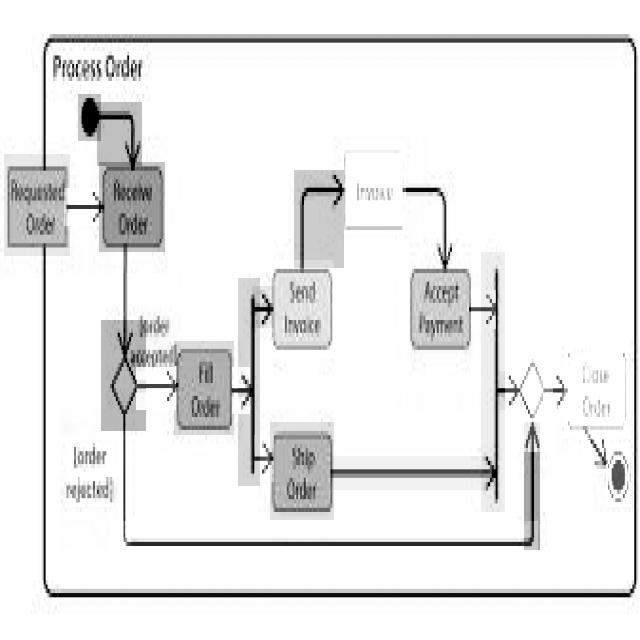 Process Order
Requested
Order
Receive
Order
Invoice
Send
Invoice
Accept
Payment
[order
accepted]
Fill
Order
Close
Order
[order
rejected]
Ship
Order